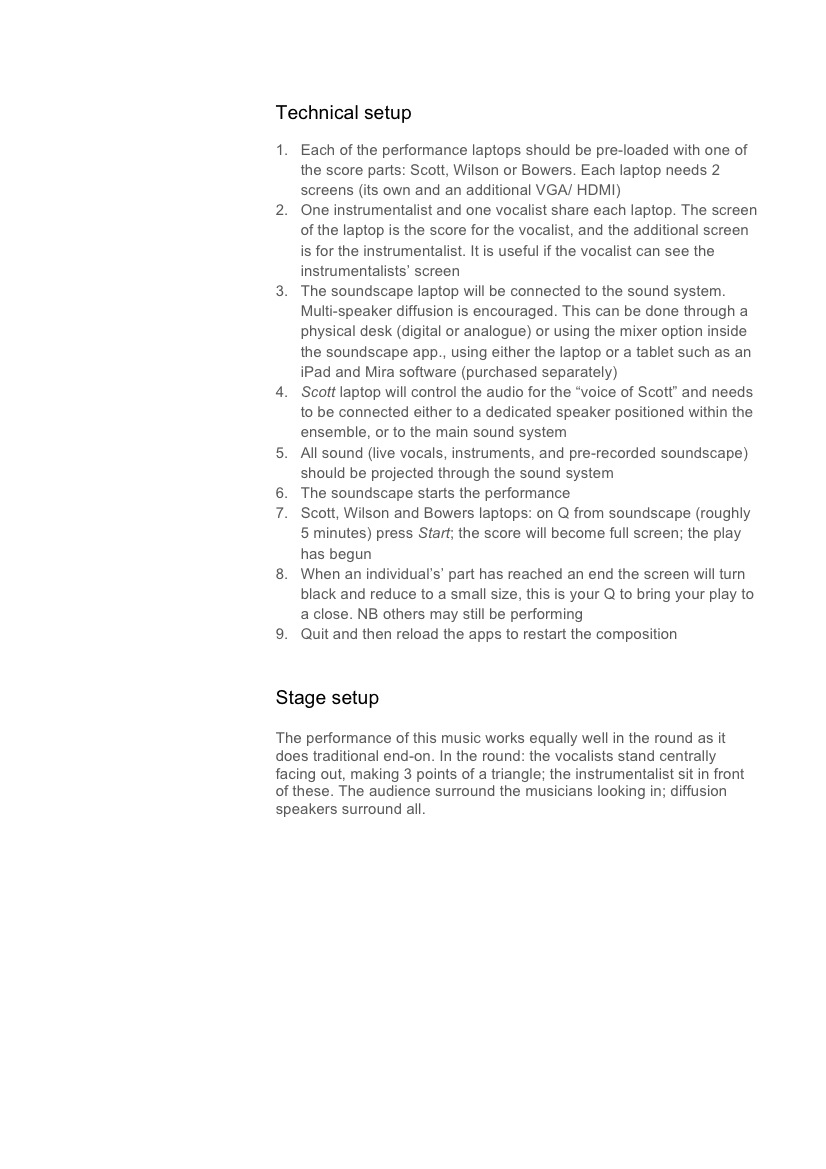 Technical setup
1. Each of the performance laptops should be pre-loaded with one of
the score parts: Scott, Wilson or Bowers. Each laptop needs 2
screens (its own and an additional VGA/ HDMI)
2. One instrumentalist and one vocalist share each laptop. The screen
of the laptop is the score for the vocalist, and the additional screen
is for the instrumentalist. It is useful if the vocalist can see the
instrumentalists’ screen
3. The soundscape laptop will be connected to the sound system.
Multi-speaker diffusion is encouraged. This can be done through a
physical desk (digital or analogue) or using the mixer option inside
the soundscape app., using either the laptop or a tablet such as an
iPad and Mira software (purchased separately)
4. Scott laptop will control the audio for the “voice of Scott” and needs
to be connected either to a dedicated speaker positioned within the
ensemble, or to the main sound system
5. All sound (live vocals, instruments, and pre-recorded soundscape)
should be projected through the sound system
6. The soundscape starts the performance
7. Scott, Wilson and Bowers laptops: on Q from soundscape (roughly
5 minutes) press Start; the score will become full screen; the play
has begun
8. When an individual’s’ part has reached an end the screen will turn
black and reduce to a small size, this is your Q to bring your play to
a close. NB others may still be performing
9. Quit and then reload the apps to restart the composition
Stage setup
The performance of this music works equally well in the round as it
does traditional end-on. In the round: the vocalists stand centrally
facing out, making 3 points of a triangle; the instrumentalist sit in front
of these. The audience surround the musicians looking in; diffusion
speakers surround all.